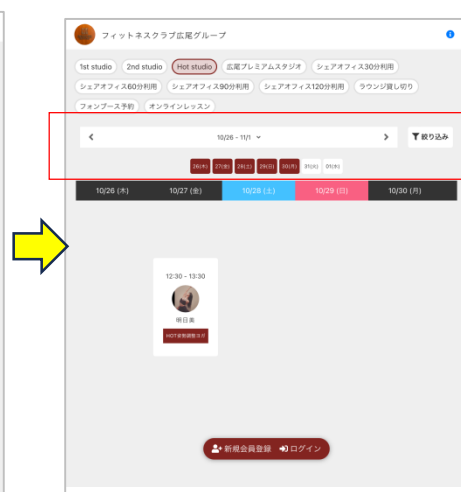 フィットネスクラブ広尾グループ
1st studio 2nd studio Hot studio 広尾プレミアムスタジオ シェアオフィス30分利用
シェアオフィス60分利用 シェアオフィス90分利用 シェアオフィス120分利用 ラウンジ貸し切り
フォンブース予約 オンラインレッスン
10/26 - 11/1 絞り込み
26(木) 27(金) 28(土) 29(日) 30(月) 31(火) 01(水)
10/26 (木) 10/27 (金) 10/28 (土) 10/29 (日) 10/30 (月)
12:30 - 13:30
明日美
新規会員登録 ログイン